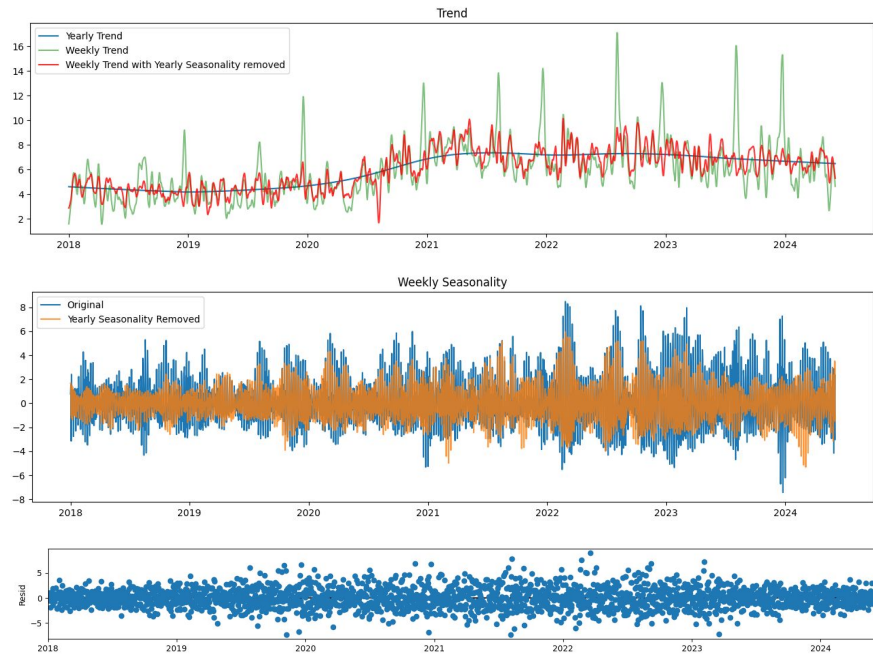 Trend
Yearly Trend
Weekly Trend
Weekly Trend with Yearly Seasonality removed
16
14
12
10
8
6
4
2
2018 2019 2020 2021 2022 2023 2024
Weekly Seasonality
Original
Yearly Seasonality Removed
8
6
4
2
0
−2
−4
−6
−8
2018 2019 2020 2021 2022 2023 2024
Resid
5
0
−5
2018 2019 2020 2021 2022 2023 2024